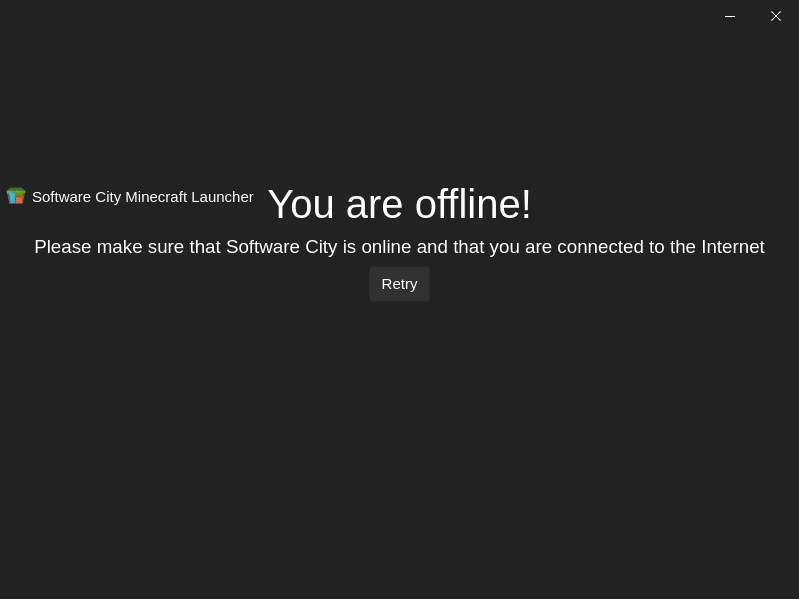 Software City Minecraft Launcher
You are offline!
Please make sure that Software City is online and that you are connected to the Internet
Retry